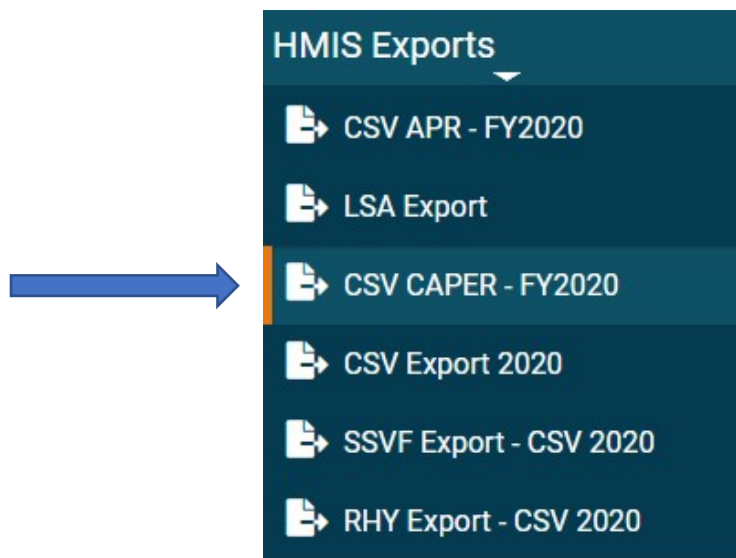 HMIS Exports
CSV APR - FY2020
LSA Export
CSV CAPER - FY2020
CSV Export 2020
SSVF Export - CSV 2020
RHY Export - CSV 2020